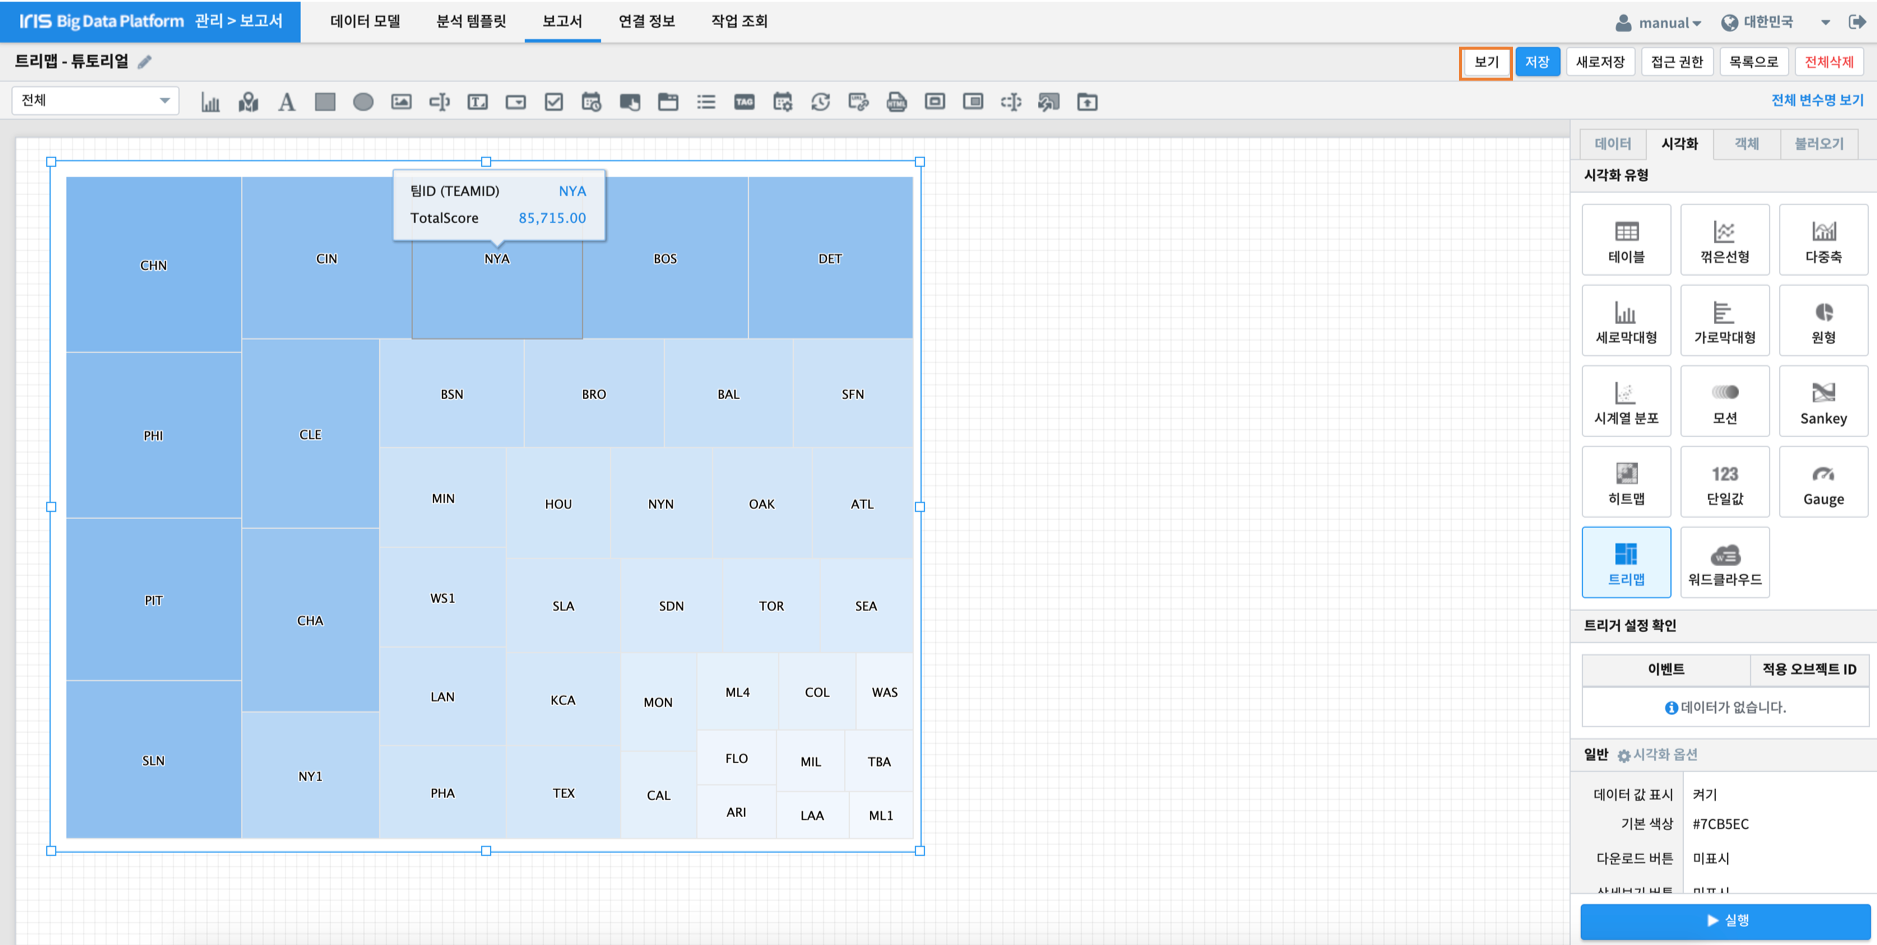 IRIS Big Data Platform 관리 > 보고서
데이터 모델 분석 템플릿 보고서 연결 정보 작업 조회
manual 대한민국
트리맵 - 튜토리얼
보기 저장 새로저장 접근 권한 목록으로 전체삭제
전체
TAG
HTML
전체 변수명 보기
데이터 시각화 객체 불러오기
시각화 유형
테이블 꺾은선형 다중축
세로막대형 가로막대형 원형
시계열 분포 모션 Sankey
123
히트맵 단일값 Gauge
W
트리맵 워드클라우드
트리거 설정 확인
이벤트 적용 오브젝트 ID
데이터가 없습니다.
일반 시각화 옵션
데이터 값 표시 켜기
기본 색상 #7CB5EC
다운로드 버튼 미표시
상세보기 버튼 미표시
실행
팀ID (TEAMID) NYA
TotalScore 85,715.00
CHN CIN NYA BOS DET
PHI CLE BSN BRO BAL SFN
MIN HOU NYN OAK ATL
PIT CHA WS1 SLA SDN TOR SEA
LAN KCA MON ML4 COL WAS
SLN NY1 PHA TEX CAL FLO MIL TBA
ARI LAA ML1